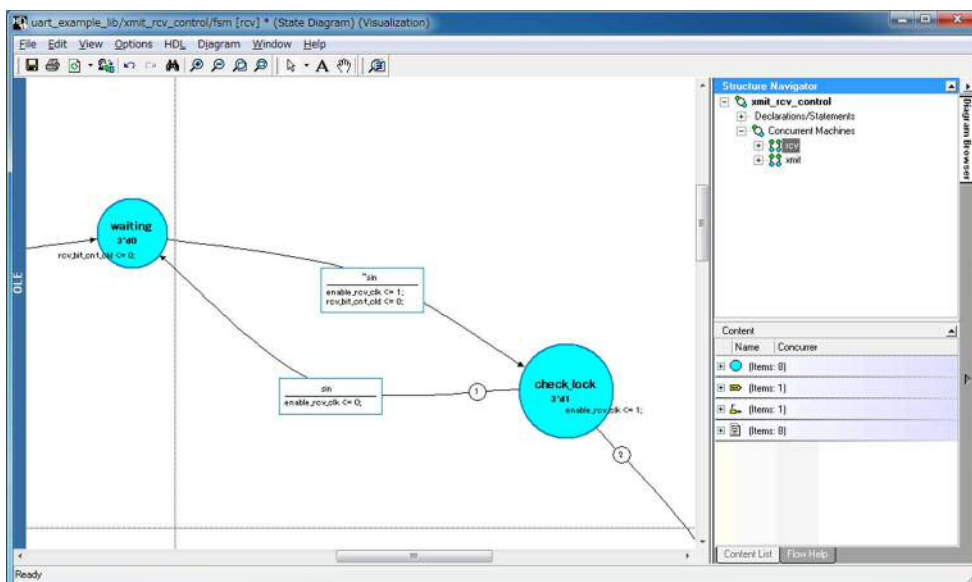 uart_example_lib/xmit_rcv_control/fsm [rcv] * (State Diagram) (Visualization)
File Edit View Options HDL Diagram Window Help
Structure Navigator
xmit_rcv_control
Declarations/Statements
Concurrent Machines
rcv
xmit
Diagram Browser
OLE
waiting
3'd0
rcv_bit_cnt_cld <= 0;
~sin
enable_rcv_clk <= 1;
rcv_bit_cnt_cld <= 0;
sin
enable_rcv_clk <= 0;
1
check_lock
3'd1
enable_rcv_clk <= 1;
2
Content
Name Concurrer
(Items: 8)
(Items: 1)
(Items: 1)
(Items: 8)
Content List Flow Help
Ready